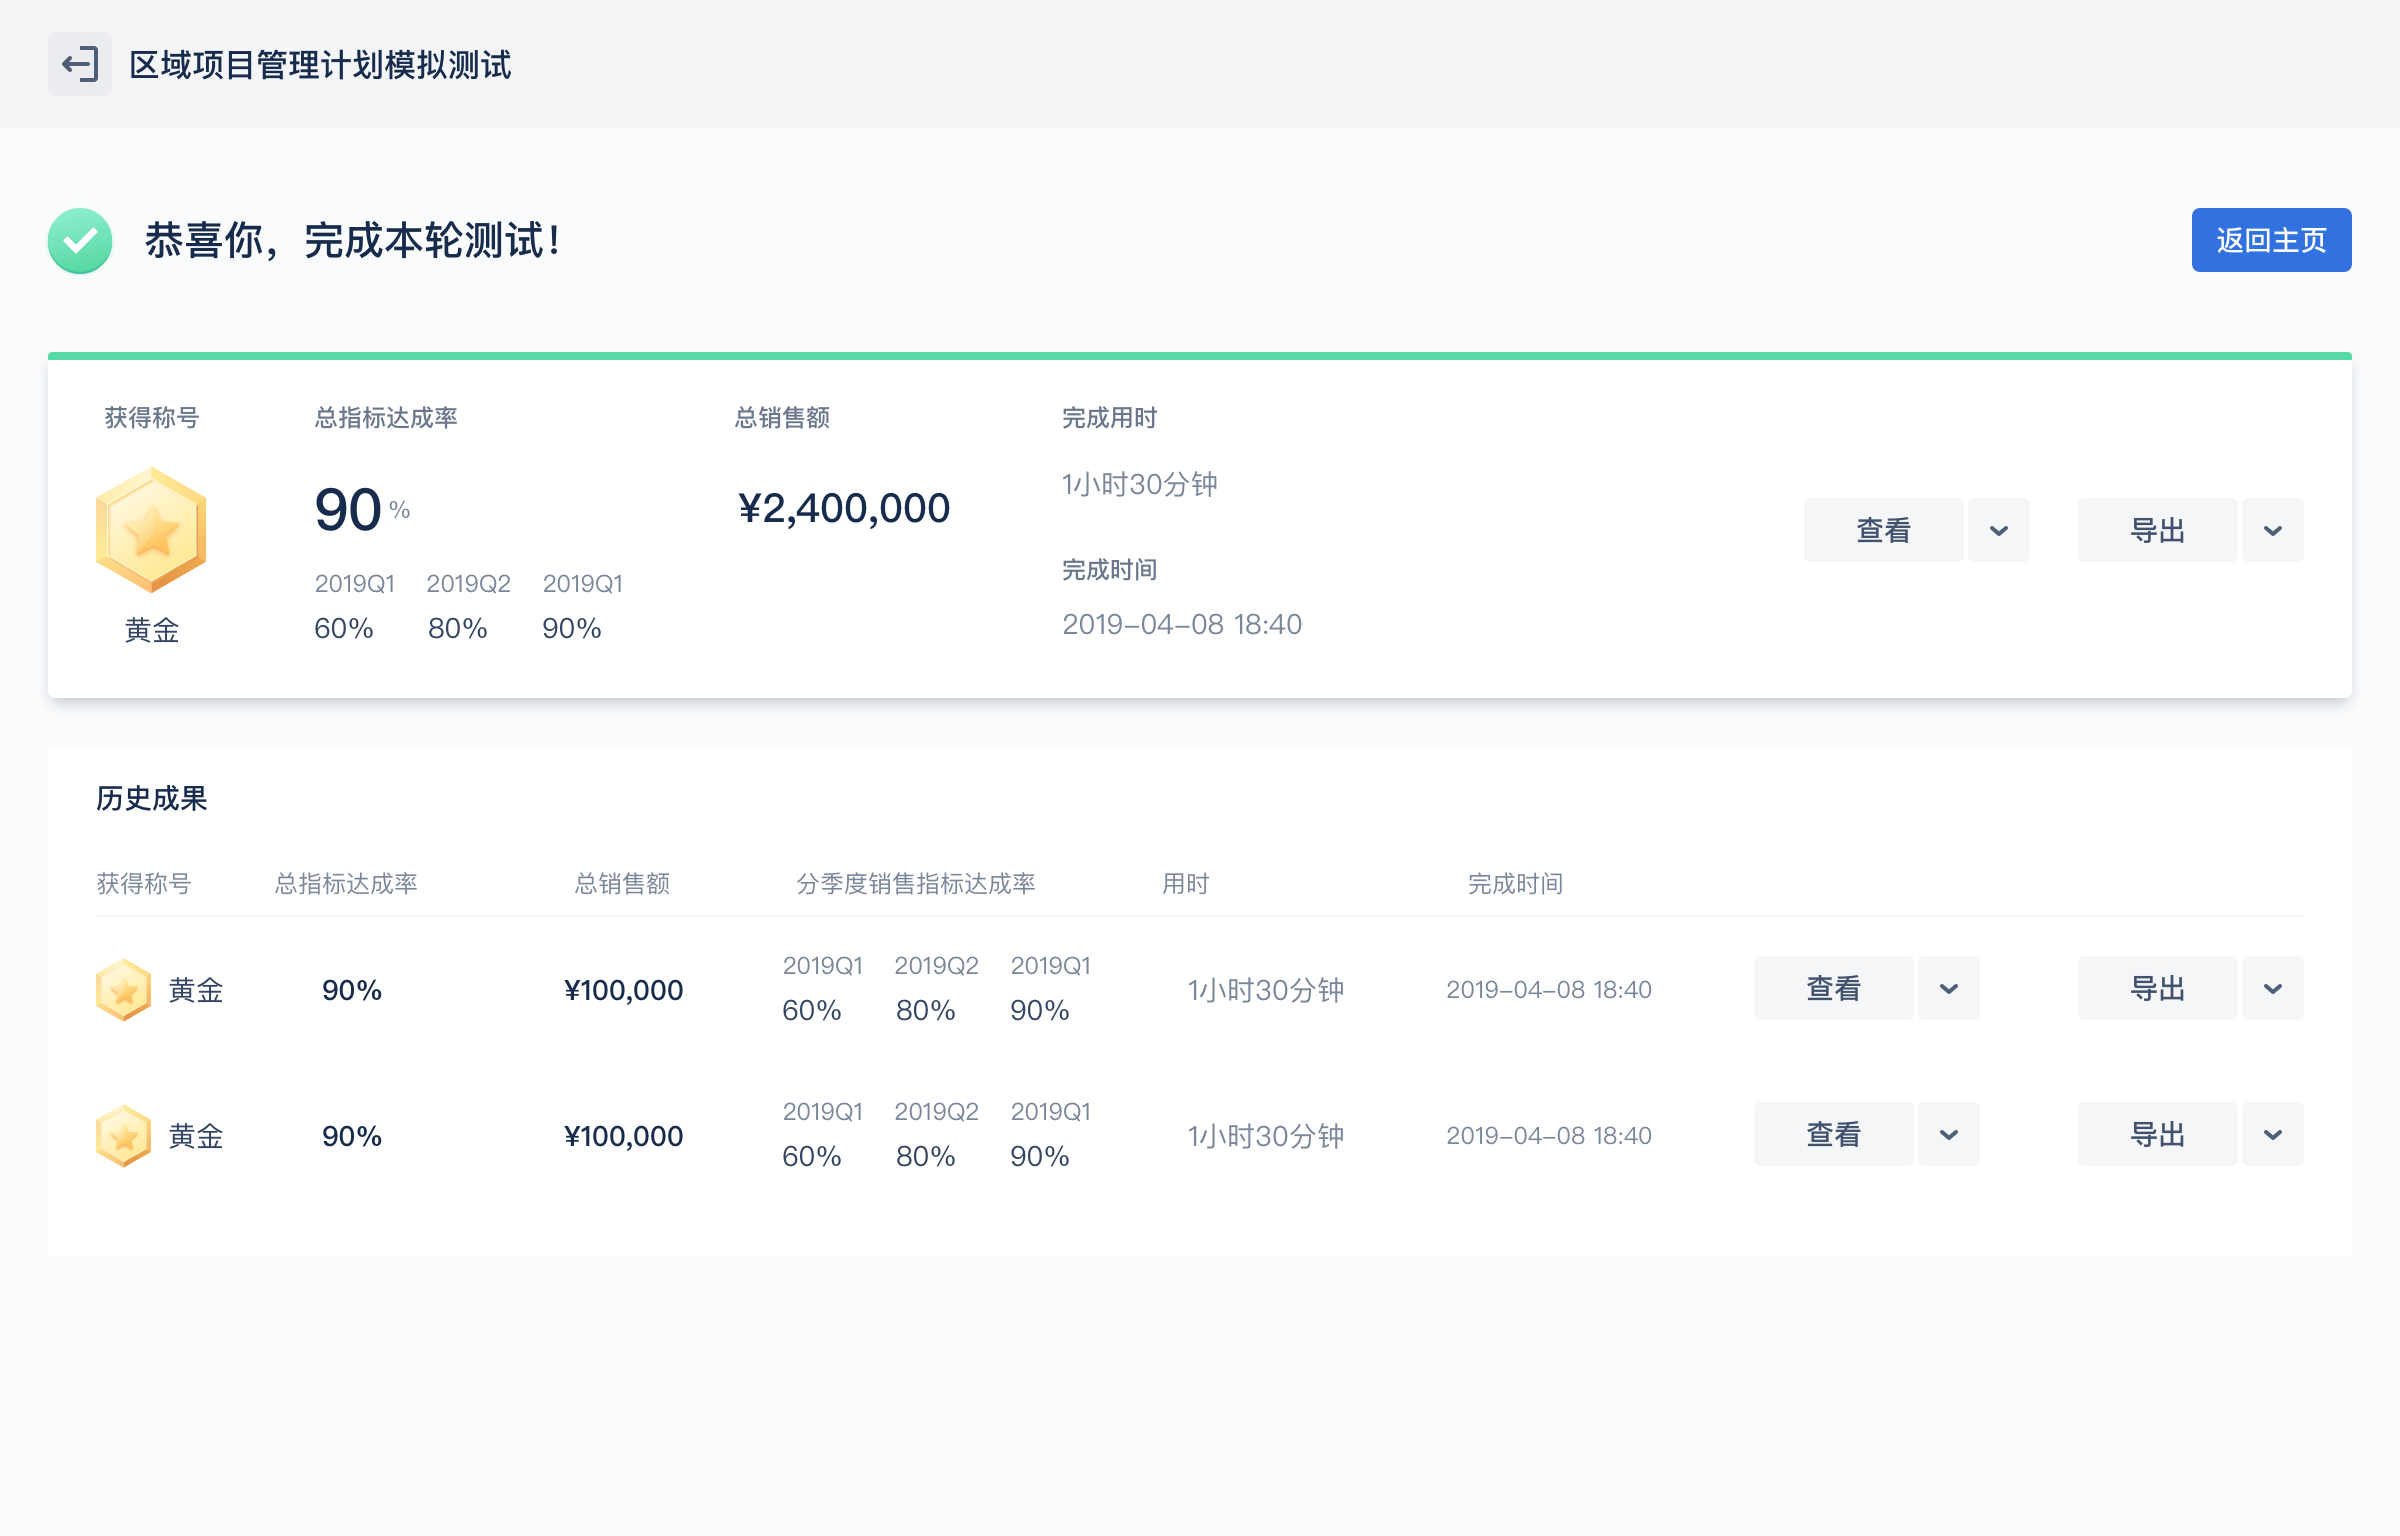 区域项目管理计划模拟测试
恭喜你，完成本轮测试！
返回主页
获得称号 总指标达成率 总销售额 完成用时
90 % ¥2,400,000 1小时30分钟
查看 导出
2019Q1 2019Q2 2019Q1 完成时间
60% 80% 90% 2019-04-08 18:40
黄金
历史成果
获得称号 总指标达成率 总销售额 分季度销售指标达成率 用时 完成时间
2019Q1 2019Q2 2019Q1
黄金 90% ¥100,000 1小时30分钟 2019-04-08 18:40 查看 导出
60% 80% 90%
2019Q1 2019Q2 2019Q1
黄金 90% ¥100,000 1小时30分钟 2019-04-08 18:40 查看 导出
60% 80% 90%